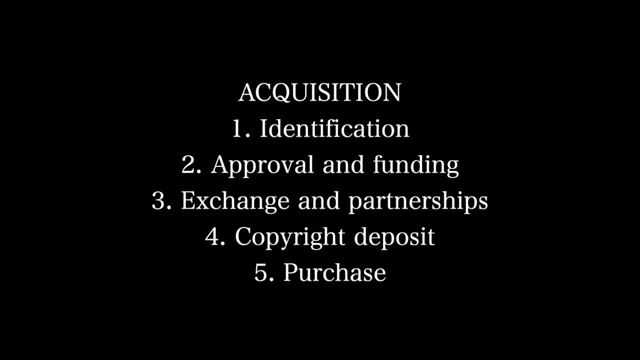 ACQUISITION
1. Identification
2. Approval and funding
3. Exchange and partnerships
4. Copyright deposit
5. Purchase